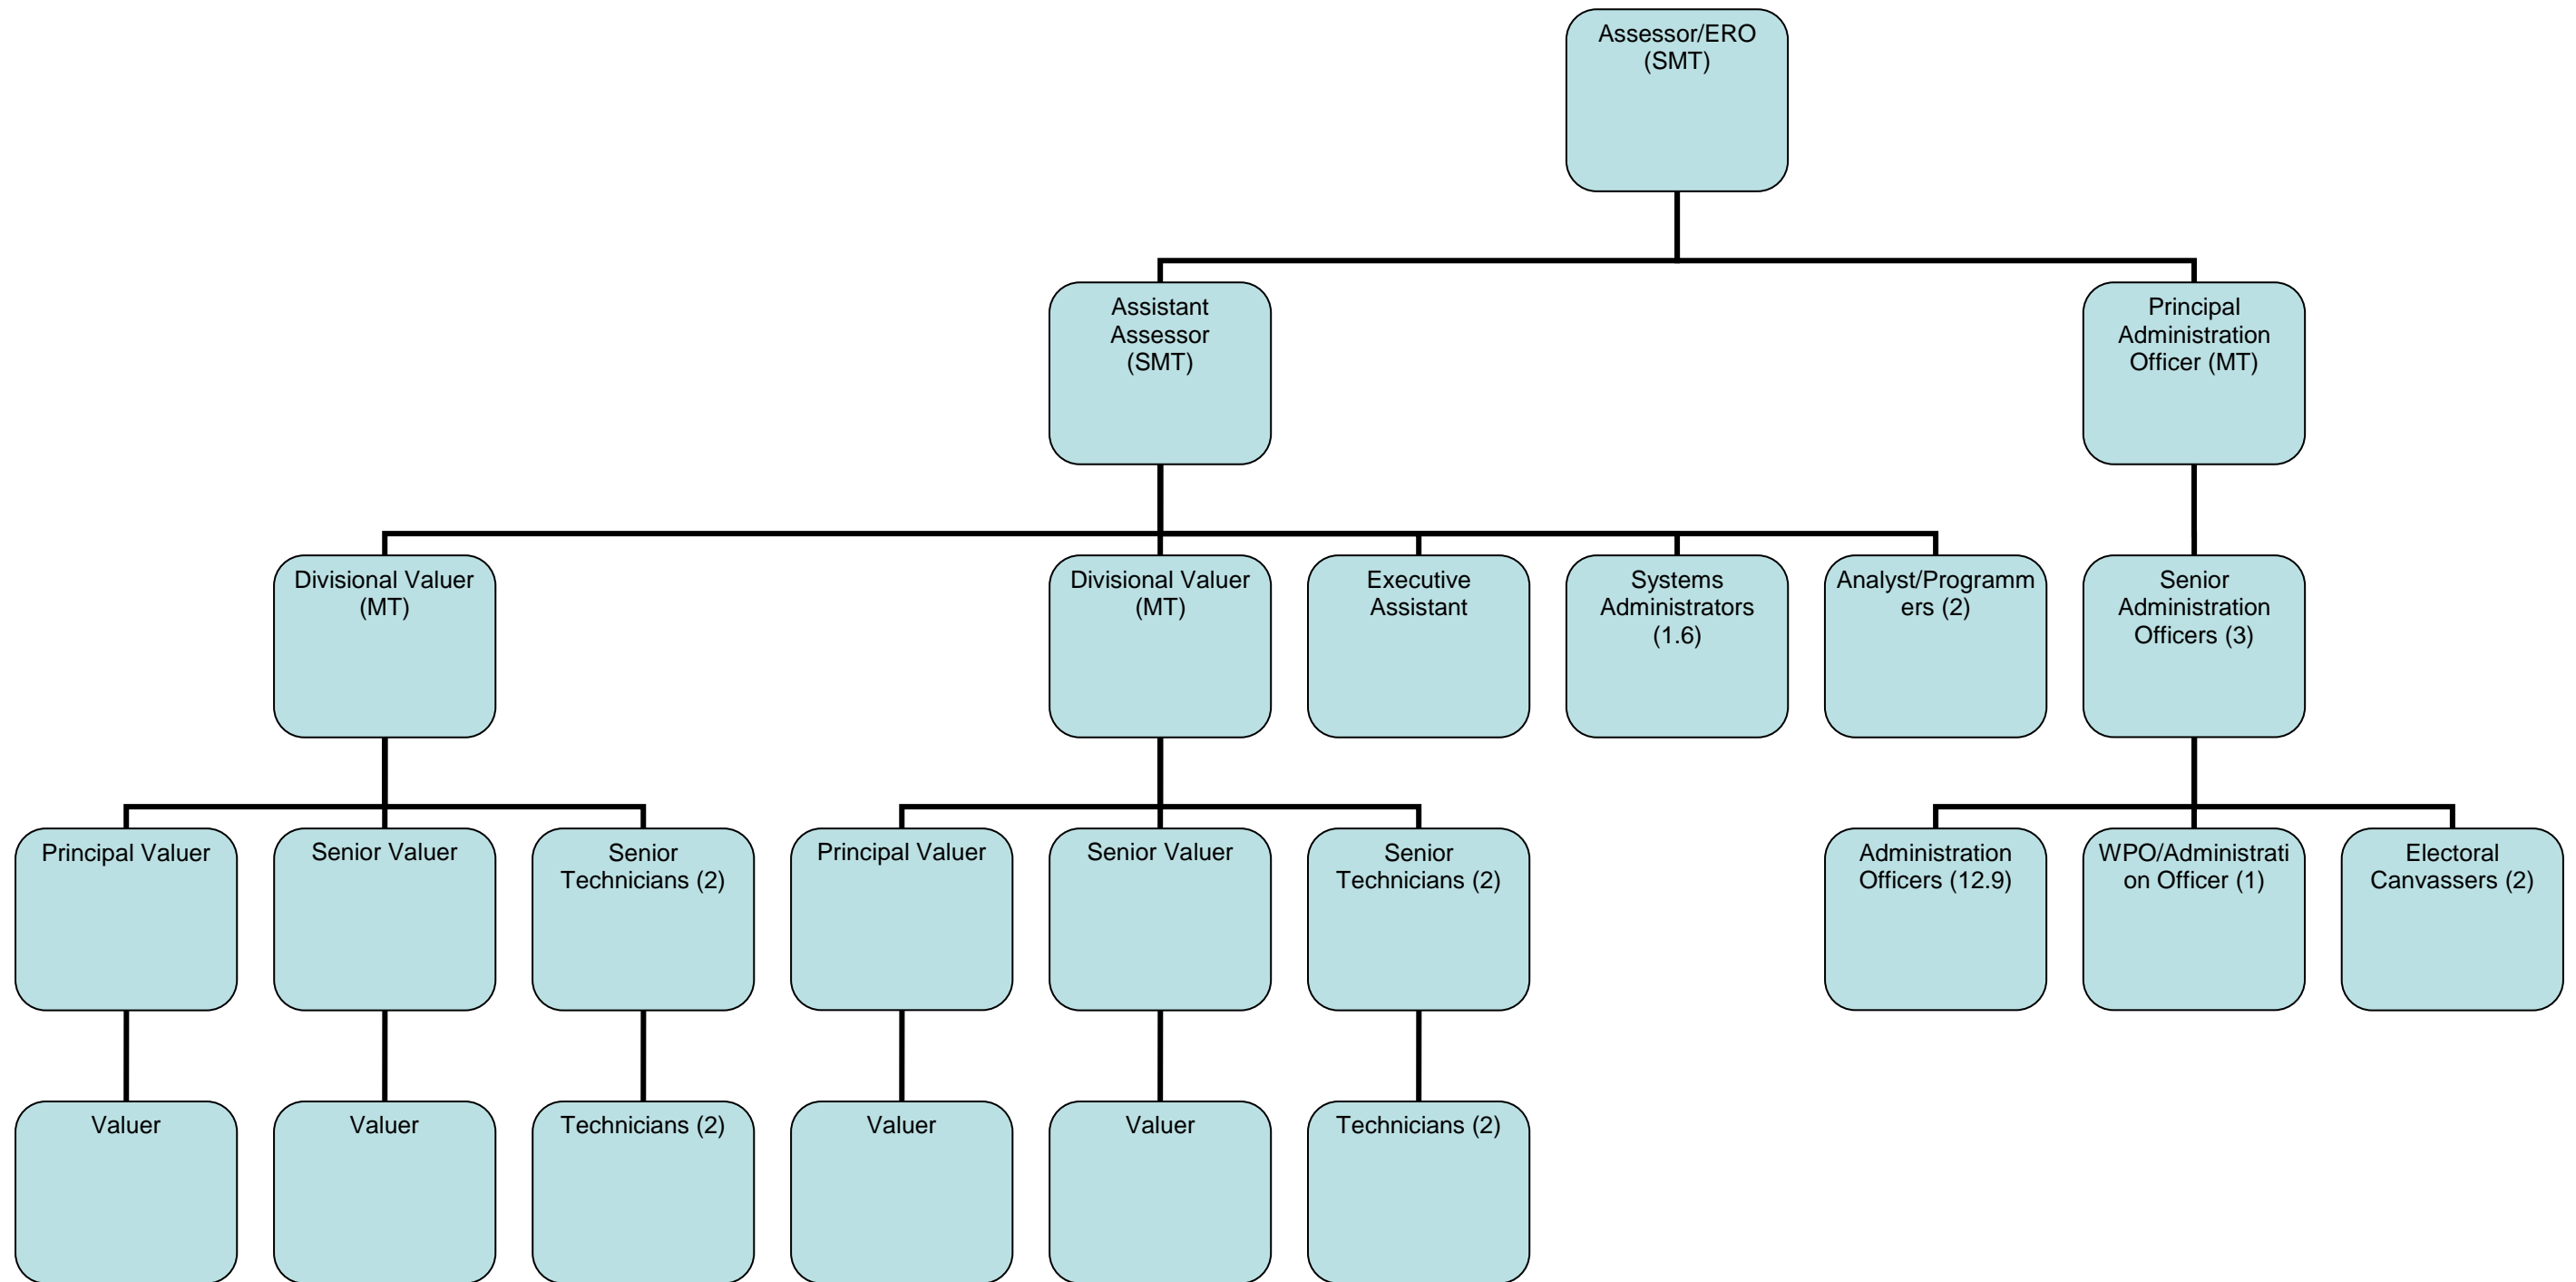 Assessor/ERO
(SMT)
Assistant
Assessor
(SMT)
Principal
Administration
Officer (MT)
Divisional Valuer
(MT)
Divisional Valuer
(MT)
Executive
Assistant
Systems
Administrators
(1.6)
Analyst/Programm
ers (2)
Senior
Administration
Officers (3)
Principal Valuer
Senior Valuer
Senior
Technicians (2)
Principal Valuer
Senior Valuer
Senior
Technicians (2)
Administration
Officers (12.9)
WPO/Administrati
on Officer (1)
Electoral
Canvassers (2)
Valuer
Valuer
Technicians (2)
Valuer
Valuer
Technicians (2)